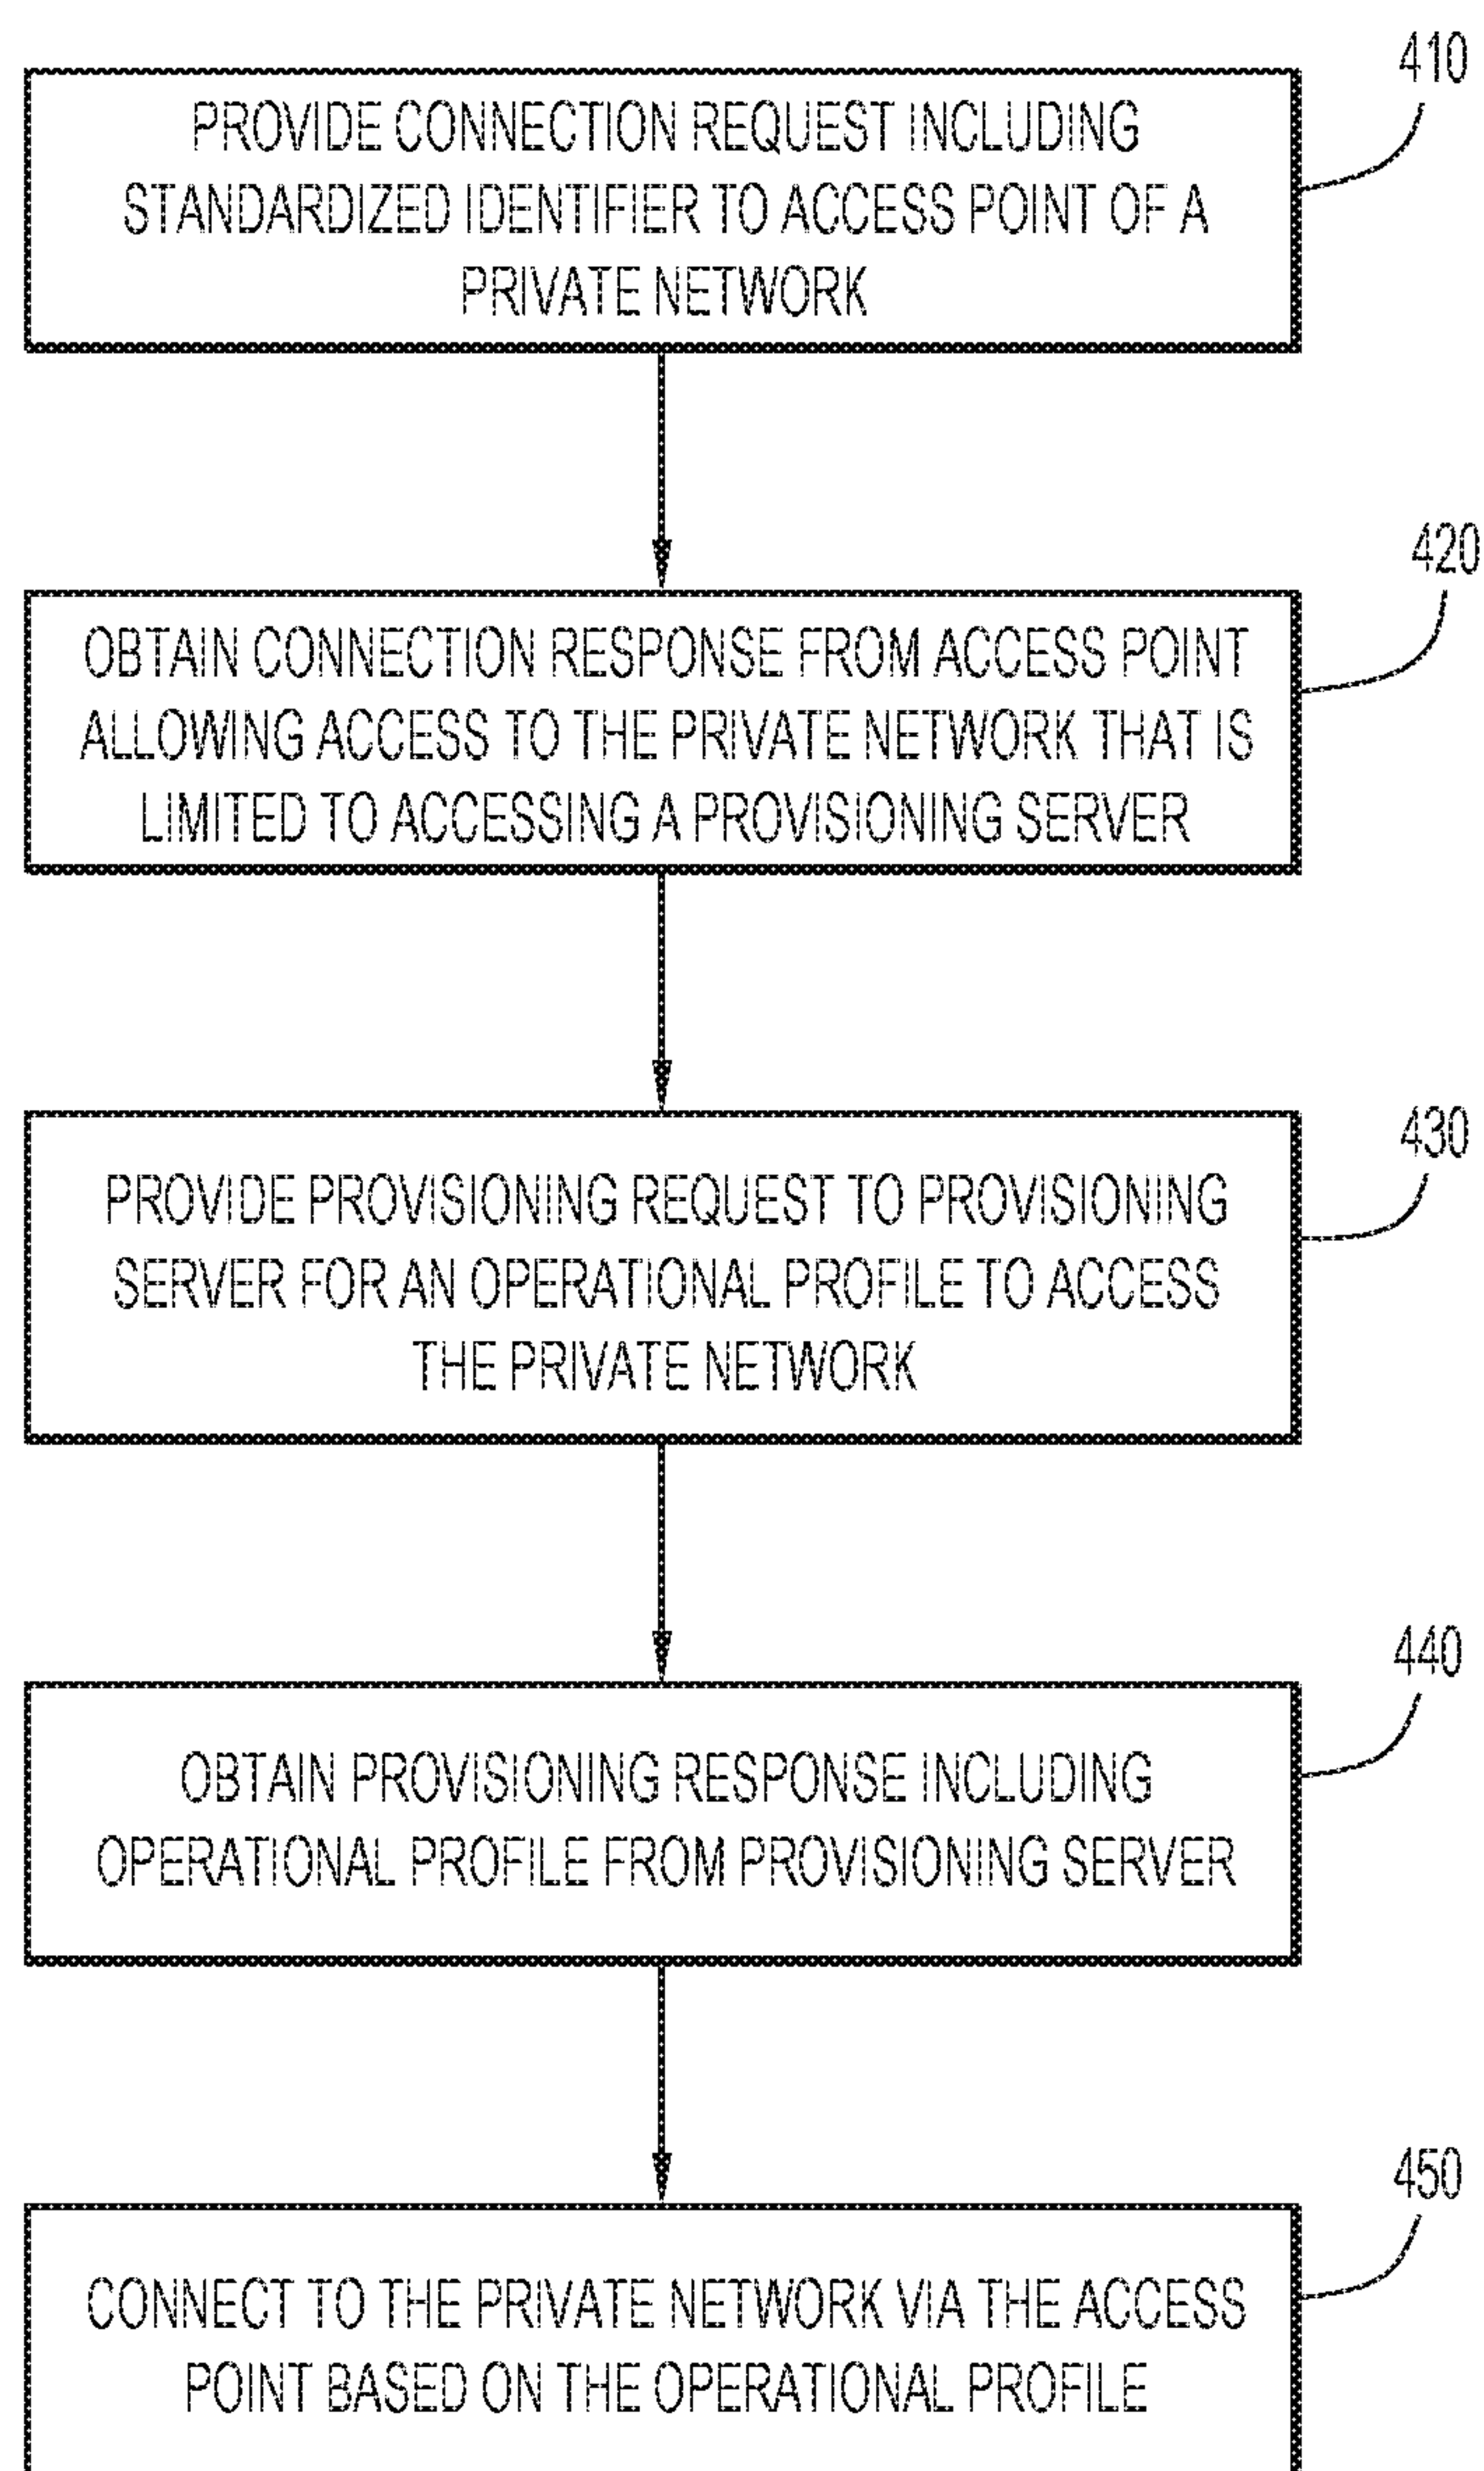 410
PROVIDE CONNECTION REQUEST INCLUDING
STANDARDIZED IDENTIFIER TO ACCESS POINT OF A
PRIVATE NETWORK
420
OBTAIN CONNECTION RESPONSE FROM ACCESS POINT
ALLOWING ACCESS TO THE PRIVATE NETWORK THAT IS
LIMITED TO ACCESSING A PROVISIONING SERVER
430
PROVIDE PROVISIONING REQUEST TO PROVISIONING
SERVER FOR AN OPERATIONAL PROFILE TO ACCESS
THE PRIVATE NETWORK
440
OBTAIN PROVISIONING RESPONSE INCLUDING
OPERATIONAL PROFILE FROM PROVISIONING SERVER
450
CONNECT TO THE PRIVATE NETWORK VIA THE ACCESS
POINT BASED ON THE OPERATIONAL PROFILE